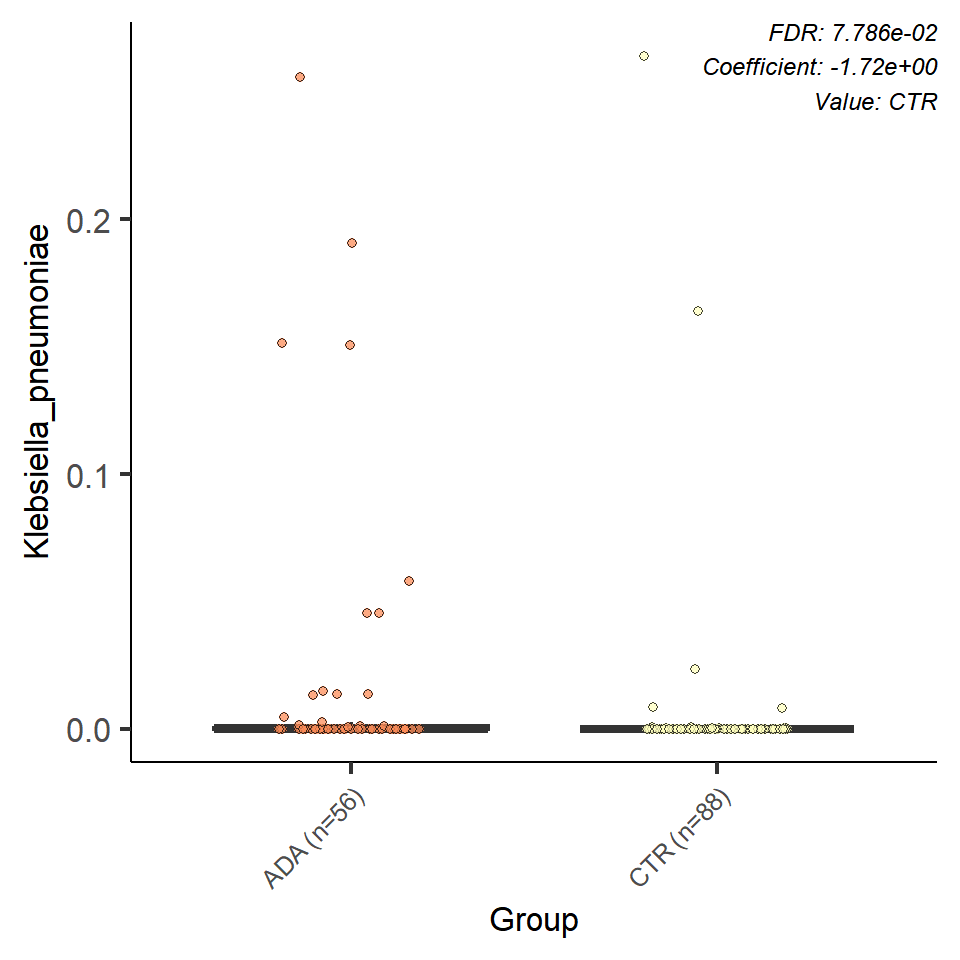 FDR: 7.786e-02
Coefficient: -1.72e+00
Value: CTR
Klebsiella_pneumoniae
0.2
0.1
0.0
ADA (n=56)
CTR (n=88)
Group